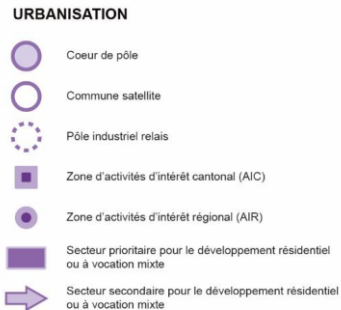 URBANISATION
Coeur de pôle
Commune satellite
Pôle industriel relais
Zone d'activités d'intérêt cantonal (AIC)
Zone d'activités d'intérêt régional (AIR)
Secteur prioritaire pour le développement résidentiel
ou à vocation mixte
Secteur secondaire pour le développement résidentiel
ou à vocation mixte